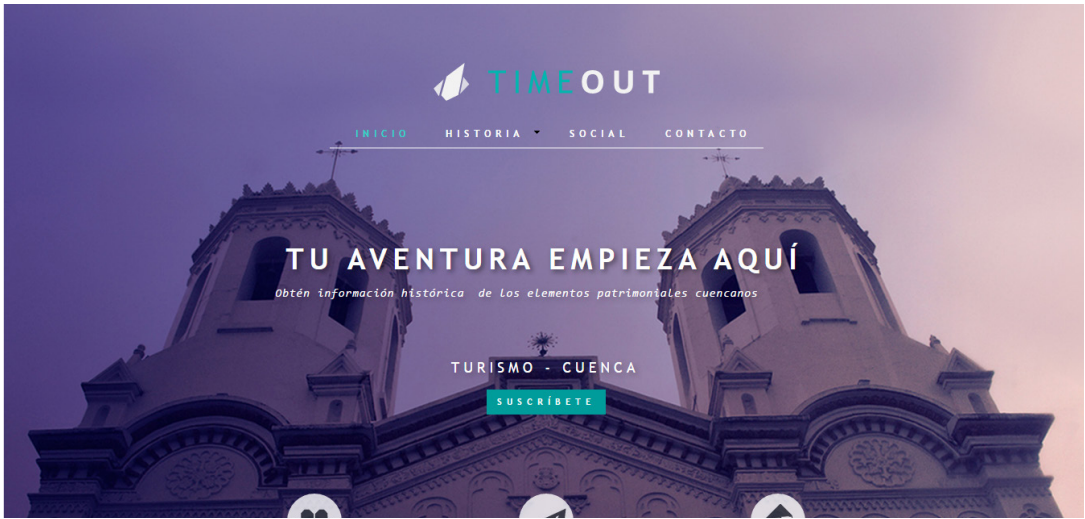 TIMEOUT
INICIO HISTORIA SOCIAL CONTACTO
TU AVENTURA EMPIEZA AQUÍ
Obtén información histórica de los elementos patrimoniales cuencanos
TURISMO - CUENCA
SUSCRÍBETE